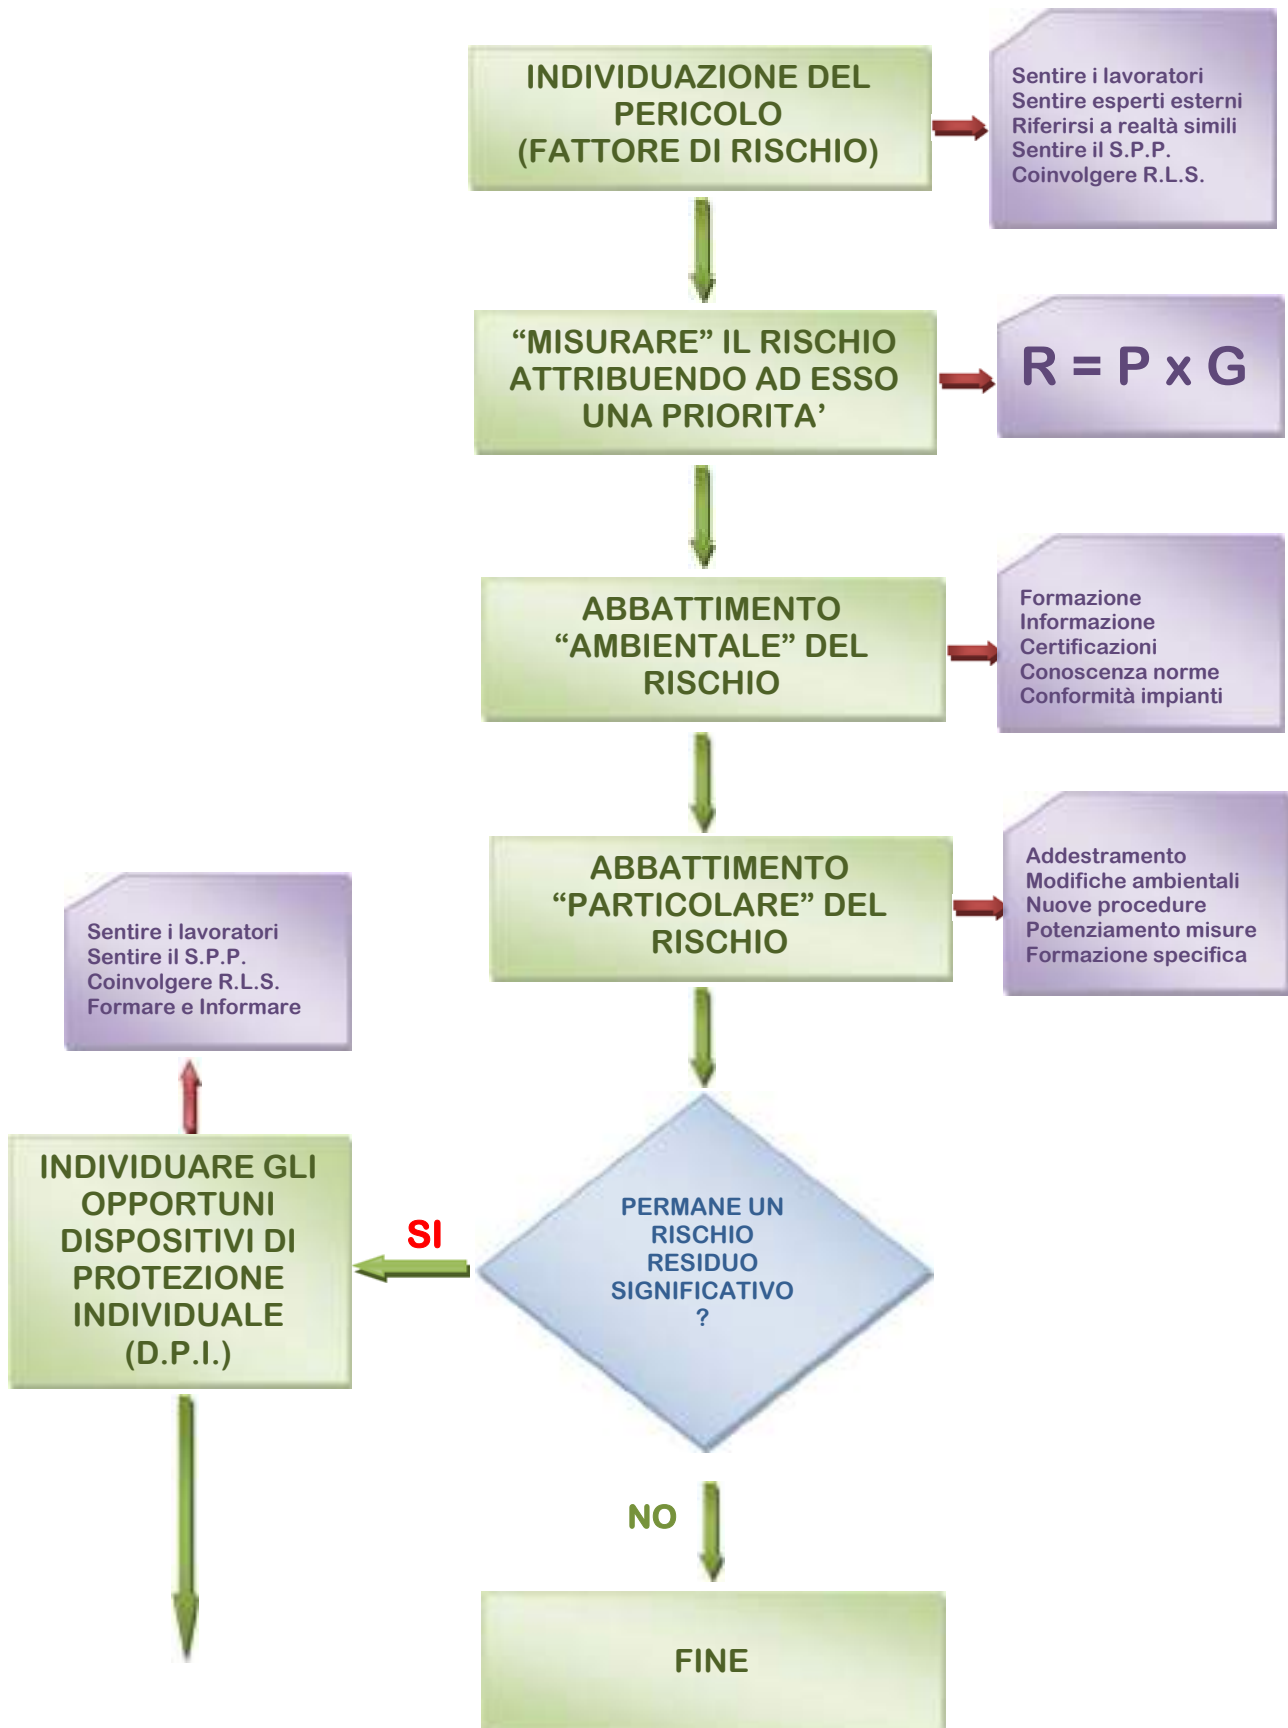 INDIVIDUAZIONE DEL
PERICOLO
(FATTORE DI RISCHIO)
Sentire i lavoratori
Sentire esperti esterni
Riferirsi a realtà simili
Sentire il S.P.P.
Coinvolgere R.L.S.
“MISURARE” IL RISCHIO
ATTRIBUENDO AD ESSO
UNA PRIORITA’
R = P x G
ABBATTIMENTO
“AMBIENTALE” DEL
RISCHIO
Formazione
Informazione
Certificazioni
Conoscenza norme
Conformità impianti
ABBATTIMENTO
“PARTICOLARE” DEL
RISCHIO
Addestramento
Modifiche ambientali
Nuove procedure
Potenziamento misure
Formazione specifica
Sentire i lavoratori
Sentire il S.P.P.
Coinvolgere R.L.S.
Formare e Informare
INDIVIDUARE GLI
OPPORTUNI
DISPOSITIVI DI
PROTEZIONE
INDIVIDUALE
(D.P.I.)
SI
PERMANE UN
RISCHIO
RESIDUO
SIGNIFICATIVO
?
NO
FINE